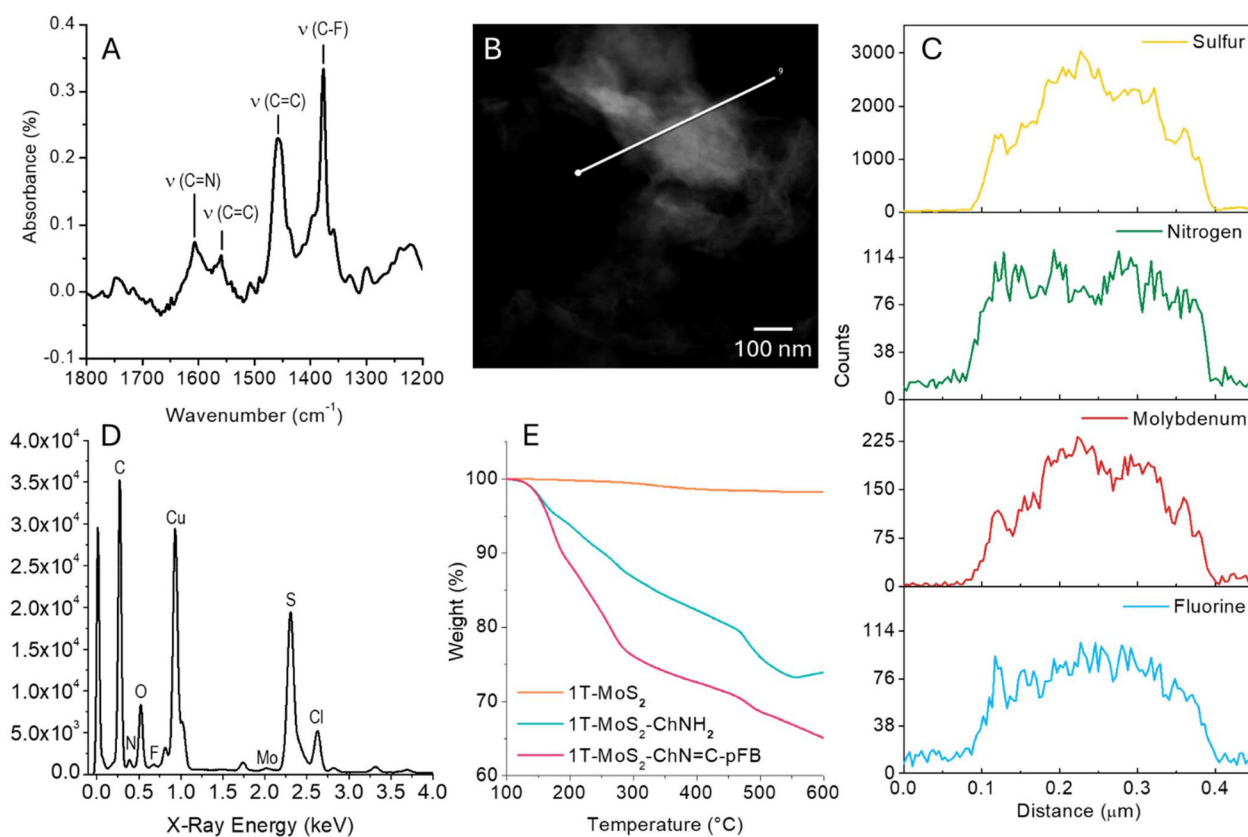 A
ν (C=N)
ν (C=C)
ν (C=C)
ν (C-F)
Absorbance (%)
0.4
0.3
0.2
0.1
0.0
-0.1
1800 1700 1600 1500 1400 1300 1200
Wavenumber (cm⁻¹)
B
9
100 nm
C
Sulfur
3000
2000
1000
0
Nitrogen
114
76
38
0
Counts
Molybdenum
225
150
75
0
Fluorine
114
76
38
0
0.0 0.1 0.2 0.3 0.4
Distance (μm)
D
4.0x10⁴
3.5x10⁴
3.0x10⁴
2.5x10⁴
2.0x10⁴
1.5x10⁴
1.0x10⁴
5.0x10³
0.0
C
N
O
F
Cu
Mo
S
Cl
0.0 0.5 1.0 1.5 2.0 2.5 3.0 3.5 4.0
X-Ray Energy (keV)
E
Weight (%)
100
90
80
70
60
1T-MoS₂
1T-MoS₂-ChNH₂
1T-MoS₂-ChN=C-pFB
100 200 300 400 500 600
Temperature (°C)